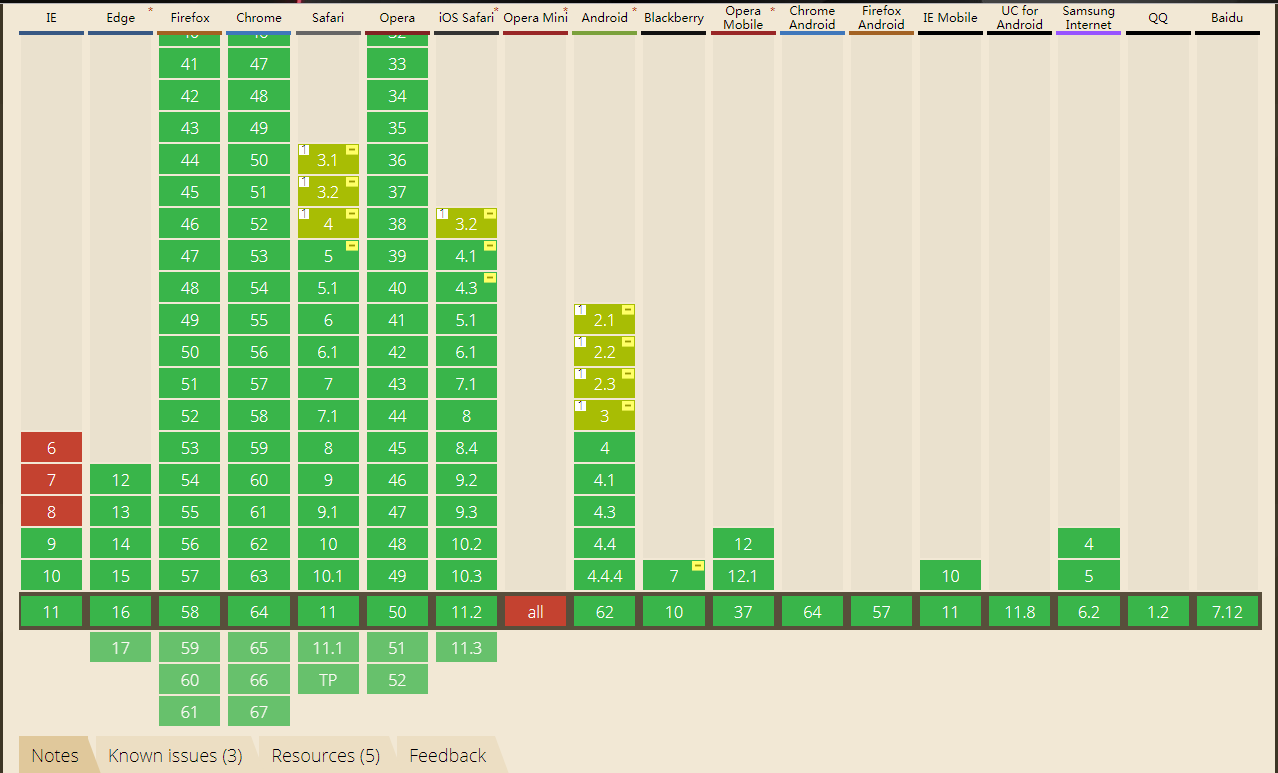 IE Edge * Firefox Chrome Safari Opera iOS Safari * Opera Mini * Android * Blackberry Opera Mobile * Chrome Android Firefox Android IE Mobile UC for Android Samsung Internet QQ Baidu
41 47 33
42 48 34
43 49 35
44 50 1 3.1 - 36
45 51 1 3.2 - 37
46 52 1 4 - 38 1 3.2 -
47 53 5 - 39 4.1 -
48 54 5.1 40 4.3 -
49 55 6 41 5.1 1 2.1 -
50 56 6.1 42 6.1 1 2.2 -
51 57 7 43 7.1 1 2.3 -
52 58 7.1 44 8 1 3 -
6 53 59 8 45 8.4 4
7 12 54 60 9 46 9.2 4.1
8 13 55 61 9.1 47 9.3 4.3
9 14 56 62 10 48 10.2 4.4 12 4
10 15 57 63 10.1 49 10.3 4.4.4 7 - 12.1 10 5
11 16 58 64 11 50 11.2 all 62 10 37 64 57 11 11.8 6.2 1.2 7.12
17 59 65 11.1 51 11.3
60 66 TP 52
61 67
Notes Known issues (3) Resources (5) Feedback